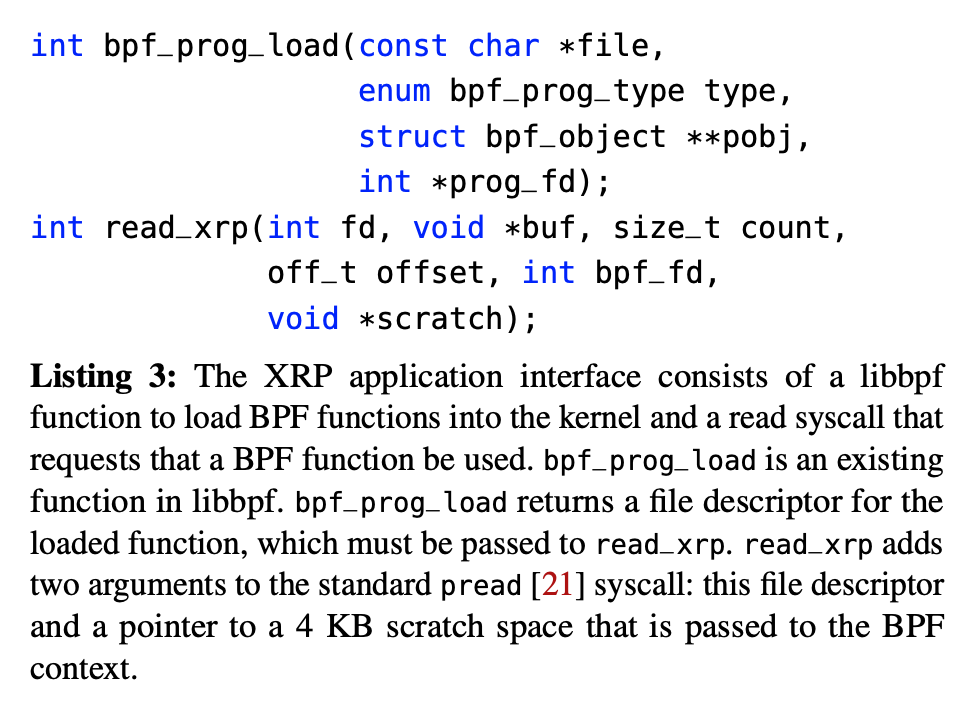 int bpf_prog_load(const char *file,
enum bpf_prog_type type,
struct bpf_object **pobj,
int *prog_fd);
int read_xrp(int fd, void *buf, size_t count,
off_t offset, int bpf_fd,
void *scratch);
Listing 3: The XRP application interface consists of a libbpf
function to load BPF functions into the kernel and a read syscall that
requests that a BPF function be used. bpf_prog_load is an existing
function in libbpf. bpf_prog_load returns a file descriptor for the
loaded function, which must be passed to read_xrp. read_xrp adds
two arguments to the standard pread [21] syscall: this file descriptor
and a pointer to a 4 KB scratch space that is passed to the BPF
context.